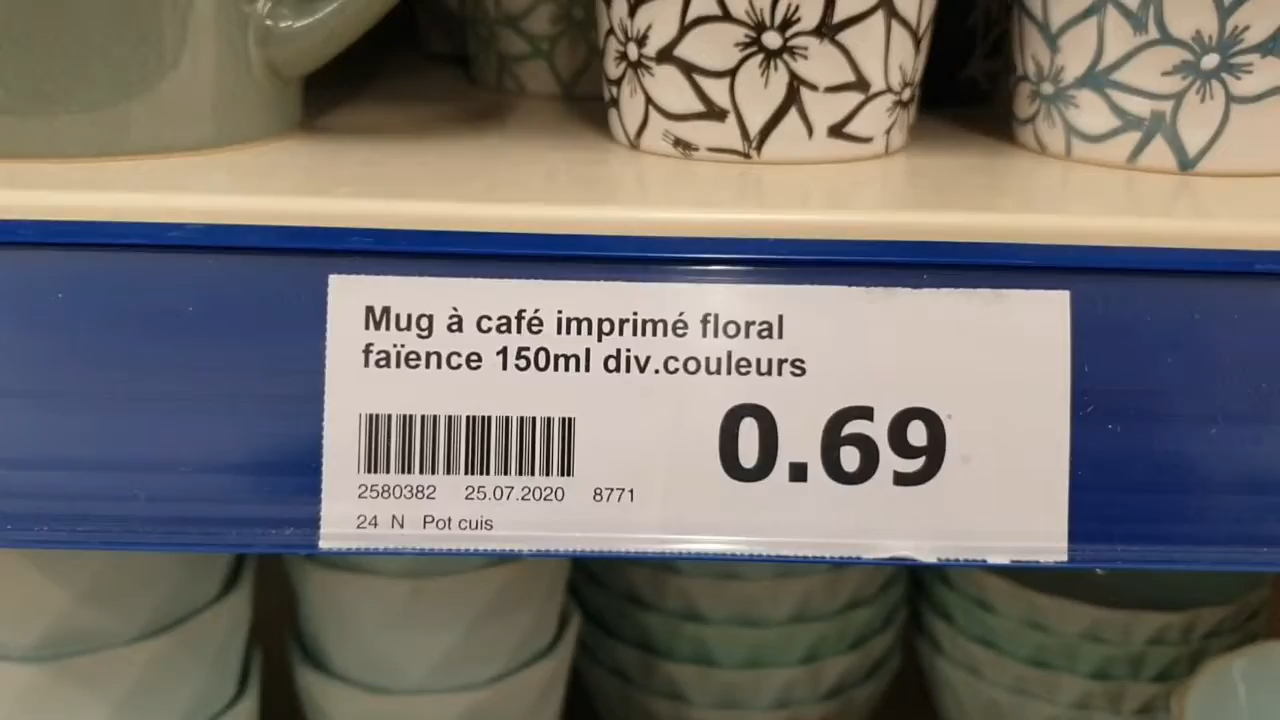 Mug à café imprimé floral
faïence 150ml div.couleurs
0.69
2580382 25.07.2020 8771
24 N Pot cuis